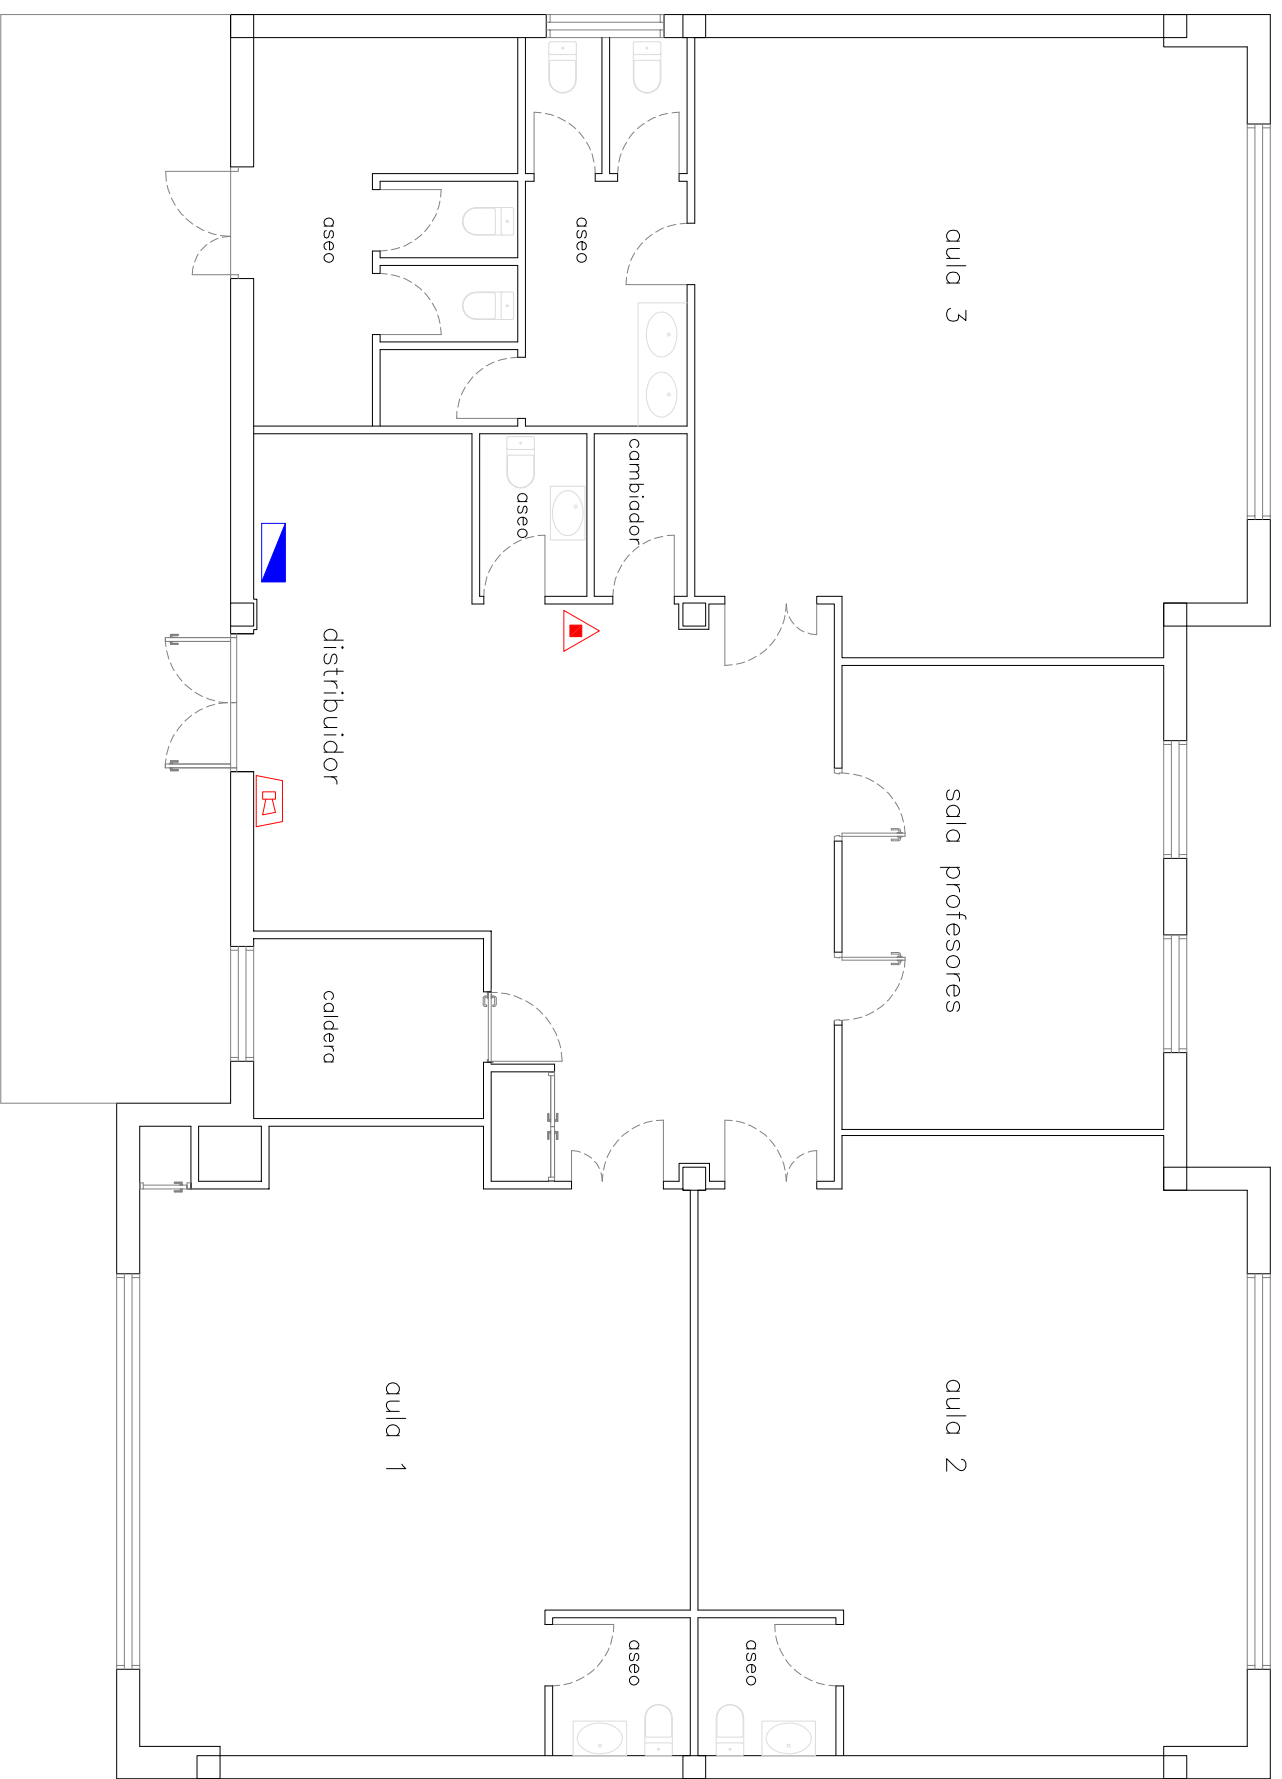 aula 3
sala profesores
aula 2
aseo
cambiador
aseo
aseo
aseo
aseo
distribuidor
caldera
aula 1